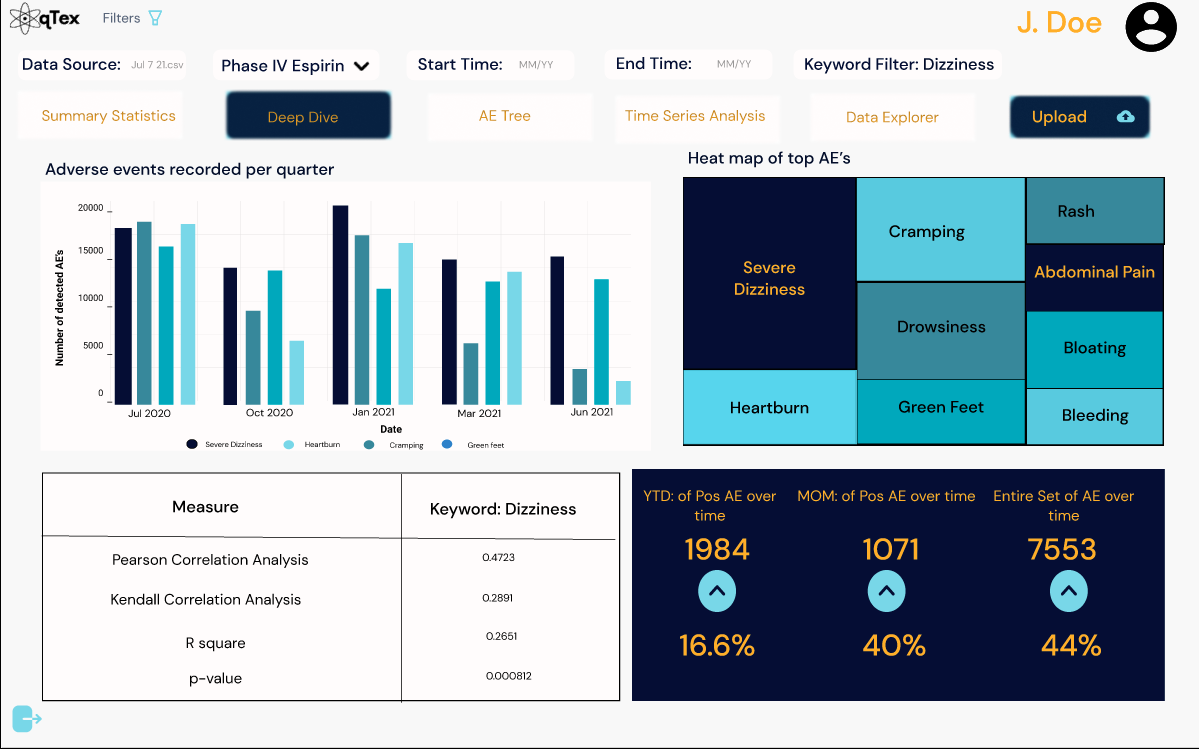 qTex
Filters
J. Doe
Data Source: Jul 7 21.csv
Phase IV Espirin
Start Time: MM/YY
End Time: MM/YY
Keyword Filter: Dizziness
Summary Statistics
Deep Dive
AE Tree
Time Series Analysis
Data Explorer
Upload
Adverse events recorded per quarter
Number of detected AE's
20000
15000
10000
5000
0
Jul 2020
Oct 2020
Jan 2021
Mar 2021
Jun 2021
Date
Severe Dizziness
Heartburn
Cramping
Green feet
Heat map of top AE's
Severe
Dizziness
Heartburn
Cramping
Drowsiness
Green Feet
Rash
Abdominal Pain
Bloating
Bleeding
Measure
Keyword: Dizziness
Pearson Correlation Analysis
0.4723
Kendall Correlation Analysis
0.2891
R square
0.2651
p-value
0.000812
YTD: of Pos AE over
time
1984
16.6%
MOM: of Pos AE over time
1071
40%
Entire Set of AE over
time
7553
44%